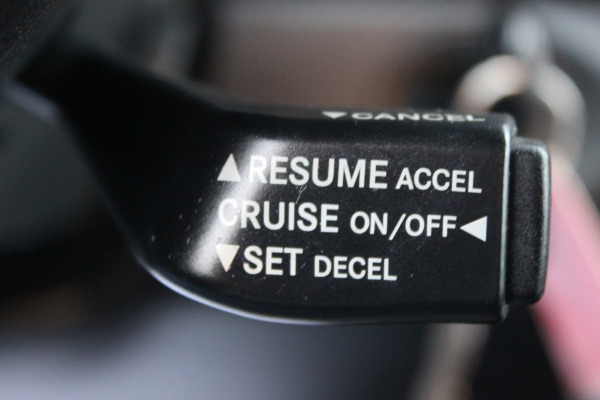 ▼CANCEL
▲RESUME ACCEL
CRUISE ON/OFF◀
▼SET DECEL